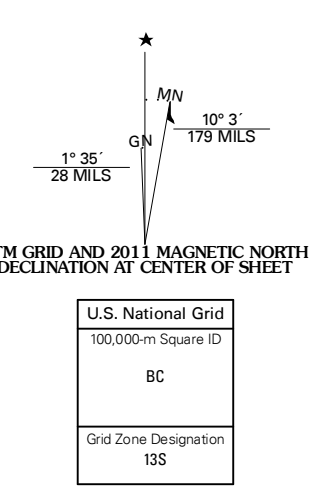 ★
MN
GN
10° 3´
179 MILS
1° 35´
28 MILS
TM GRID AND 2011 MAGNETIC NORTH
DECLINATION AT CENTER OF SHEET
U.S. National Grid
100,000-m Square ID
BC
Grid Zone Designation
13S